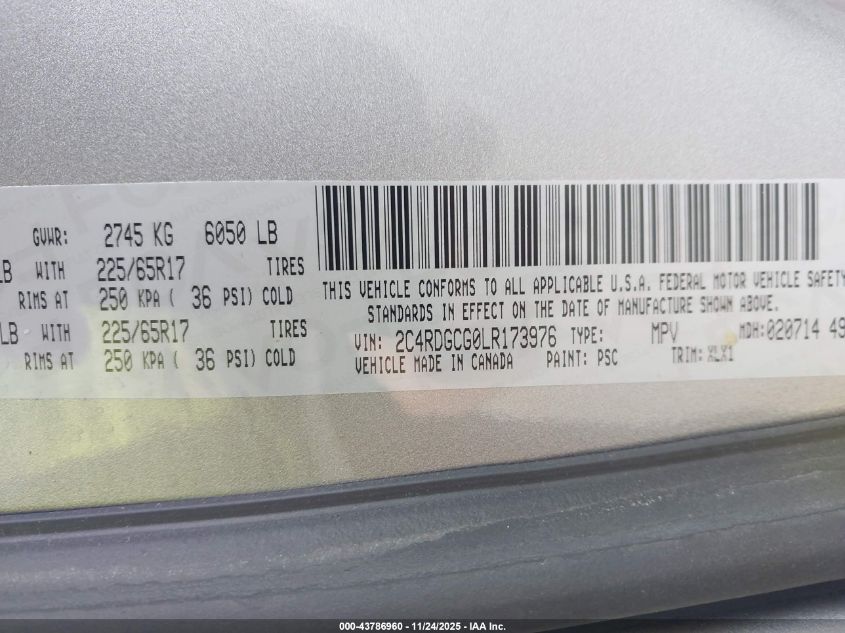 GVWR: 2745 KG 6050 LB
LB WITH 225/65R17 TIRES
RIMS AT 250 KPA ( 36 PSI) COLD
LB WITH 225/65R17 TIRES
RIMS AT 250 KPA ( 36 PSI) COLD
THIS VEHICLE CONFORMS TO ALL APPLICABLE U.S.A. FEDERAL MOTOR VEHICLE SAFETY
STANDARDS IN EFFECT ON THE DATE OF MANUFACTURE SHOWN ABOVE.
VIN: 2C4RDGCG0LR173976 TYPE: MPV MDH: 020714 49
VEHICLE MADE IN CANADA PAINT: PSC TRIM: XLX1
000-43786960 - 11/24/2025 - IAA Inc.